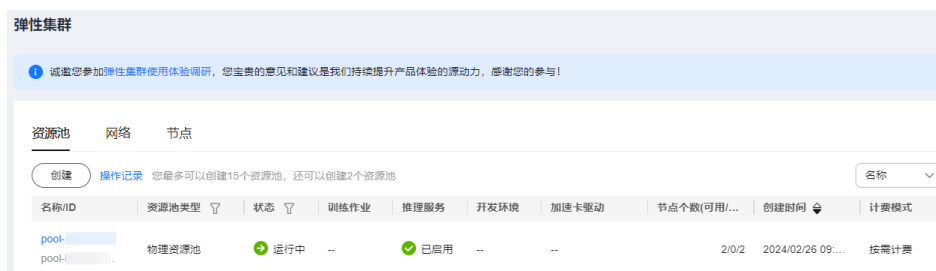 弹性集群
诚邀您参加弹性集群使用体验调研，您宝贵的意见和建议是我们持续提升产品体验的源动力，感谢您的参与！
资源池 网络 节点
创建 操作记录 您最多可以创建15个资源池，还可以创建2个资源池 名称
名称/ID 资源池类型 状态 训练作业 推理服务 开发环境 加速卡驱动 节点个数(可用/... 创建时间 计费模式
pool-
物理资源池 运行中 -- 已启用 -- -- 2/0/2 2024/02/26 09:... 按需计费
pool-